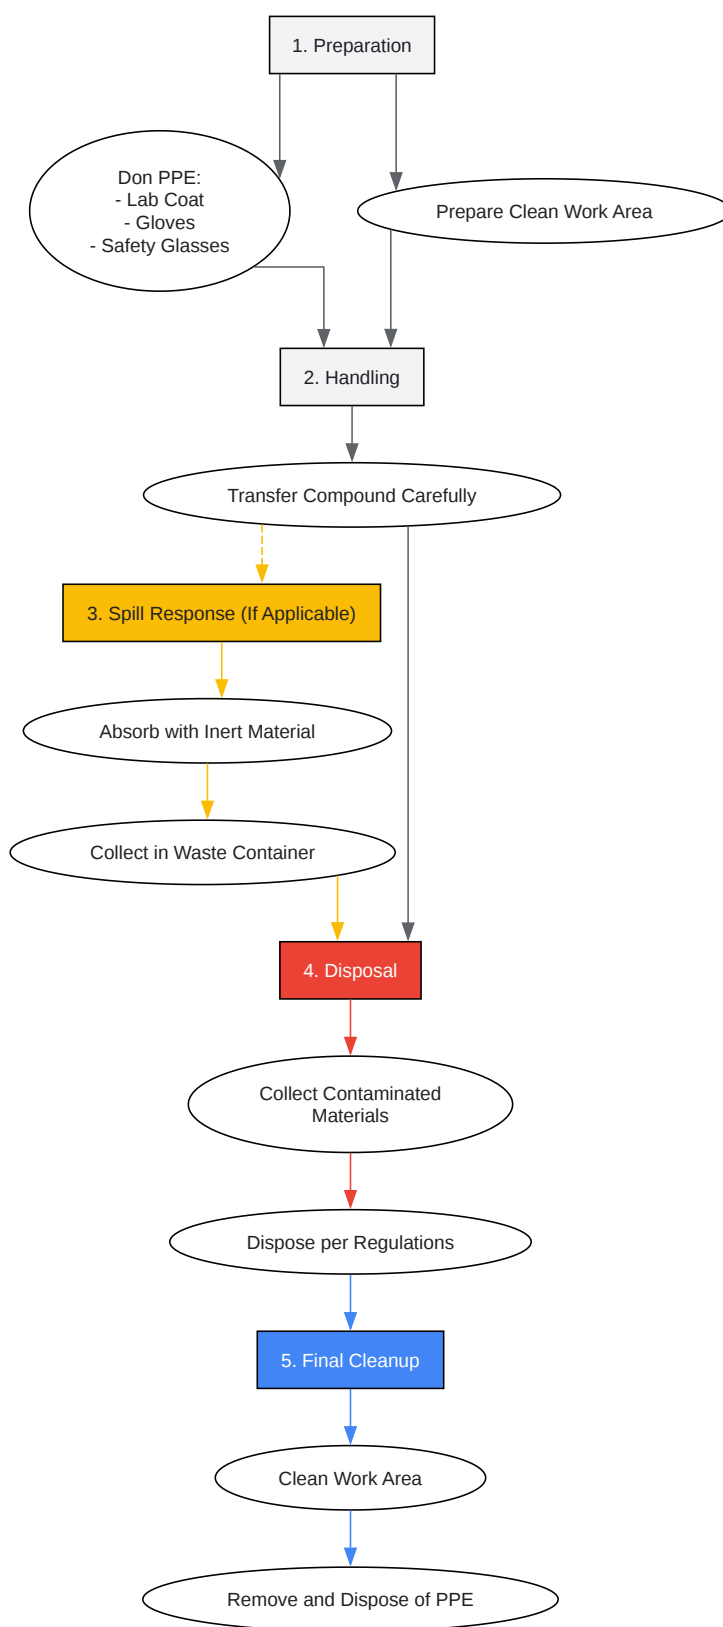 1. Preparation
Don PPE:
- Lab Coat
- Gloves
- Safety Glasses
Prepare Clean Work Area
2. Handling
Transfer Compound Carefully
3. Spill Response (If Applicable)
Absorb with Inert Material
Collect in Waste Container
4. Disposal
Collect Contaminated
Materials
Dispose per Regulations
5. Final Cleanup
Clean Work Area
Remove and Dispose of PPE